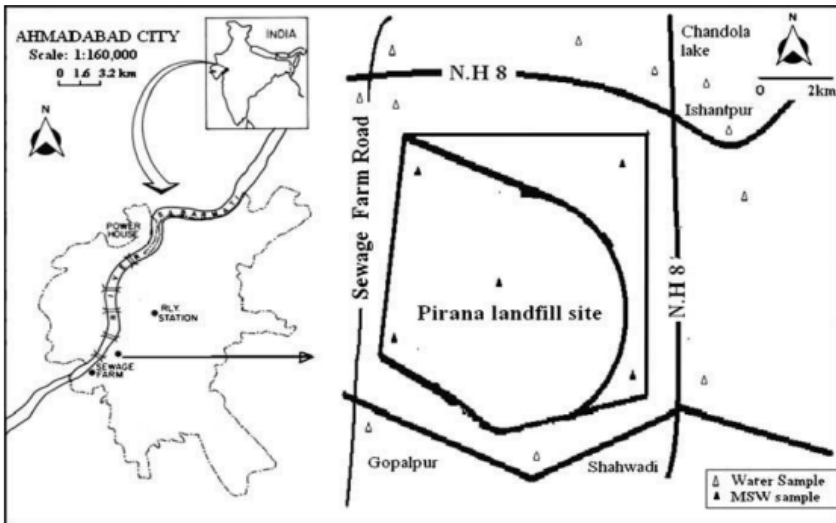 AHMADABAD CITY
Scale: 1:160,000
0 1.6 3.2 km
N
INDIA
POWER
HOUSE
RIVER SABARMATI
RLY.
STATION
SEWAGE
FARM
N.H 8
Chandola
lake
N
0 2km
Ishantpur
Sewage Farm Road
Pirana landfill site
N.H 8
Gopalpur
Shahwadi
Water Sample
MSW sample